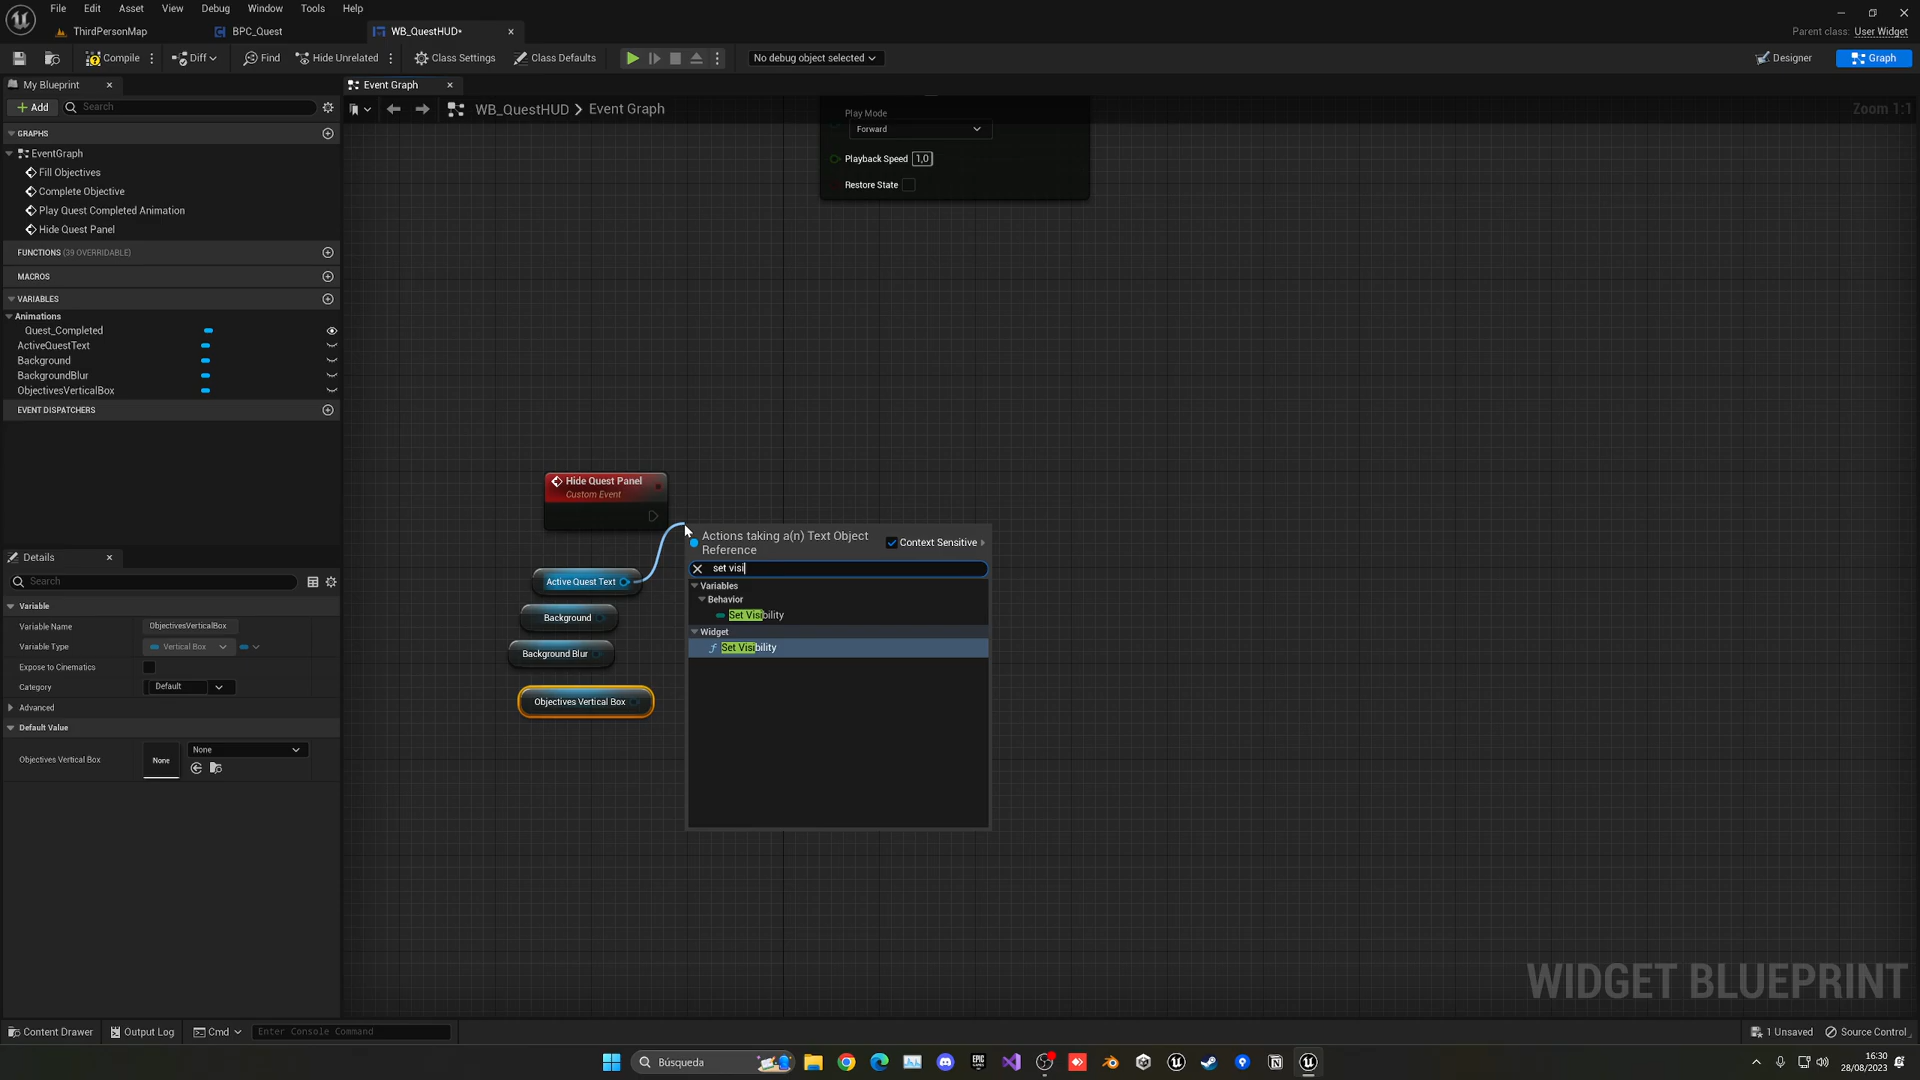 File Edit Asset View Debug Window Tools Help
ThirdPersonMap BPC_Quest WB_QuestHUD* Parent class: User Widget
Compile Diff Find Hide Unrelated Class Settings Class Defaults No debug object selected Designer Graph
My Blueprint Event Graph
Add Search WB_QuestHUD > Event Graph Zoom 1:1
GRAPHS
EventGraph
Fill Objectives
Complete Objective
Play Quest Completed Animation
Hide Quest Panel
FUNCTIONS (39 OVERRIDABLE)
MACROS
VARIABLES
Animations
Quest_Completed
ActiveQuestText
Background
BackgroundBlur
ObjectivesVerticalBox
EVENT DISPATCHERS
Play Mode
Forward
Playback Speed 1,0
Restore State
Hide Quest Panel
Custom Event
Active Quest Text
Background
Background Blur
Objectives Vertical Box
Actions taking a(n) Text Object
Reference
Context Sensitive
set visi
Variables
Behavior
Set Visibility
Widget
Set Visibility
Details
Search
Variable
Variable Name ObjectivesVerticalBox
Variable Type Vertical Box
Expose to Cinematics
Category Default
Advanced
Default Value
Objectives Vertical Box None None
WIDGET BLUEPRINT
Content Drawer Output Log Cmd Enter Console Command 1 Unsaved Source Control
Búsqueda
EPIC GAMES
16:30
28/08/2023